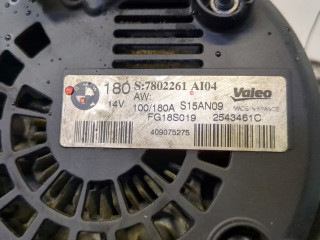 180 S:7802261 AI04
AW: Valeo
14V 100/180A S15AN09 MADE IN FRANCE
FG18S019 2543461C
409075275